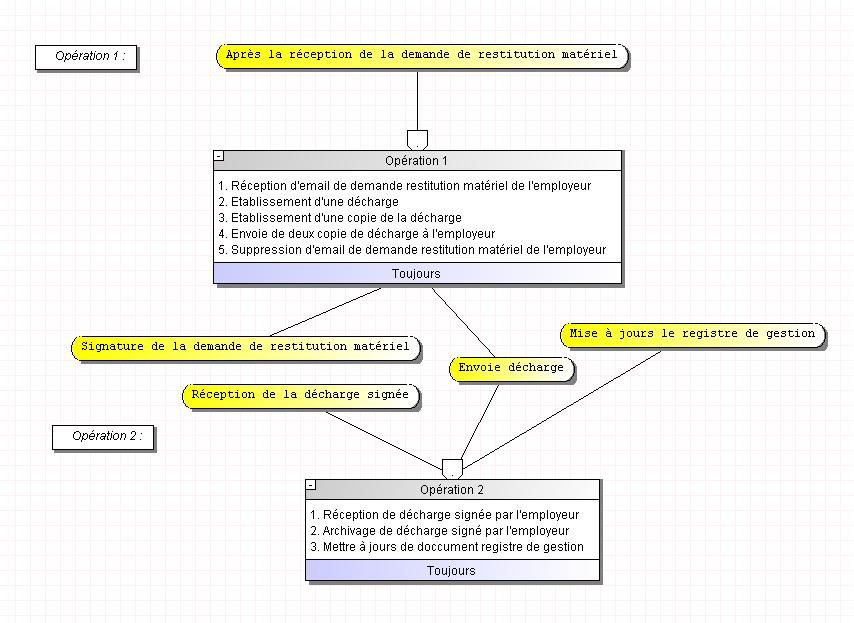 Opération 1 :
Après la réception de la demande de restitution matériel
Opération 1
1. Réception d'email de demande restitution matériel de l'employeur
2. Etablissement d'une décharge
3. Etablissement d'une copie de la décharge
4. Envoie de deux copie de décharge à l'employeur
5. Suppression d'email de demande restitution matériel de l'employeur
Toujours
Signature de la demande de restitution matériel
Mise à jours le registre de gestion
Envoie décharge
Réception de la décharge signée
Opération 2 :
Opération 2
1. Réception de décharge signée par l'employeur
2. Archivage de décharge signé par l'employeur
3. Mettre à jours de doccument registre de gestion
Toujours